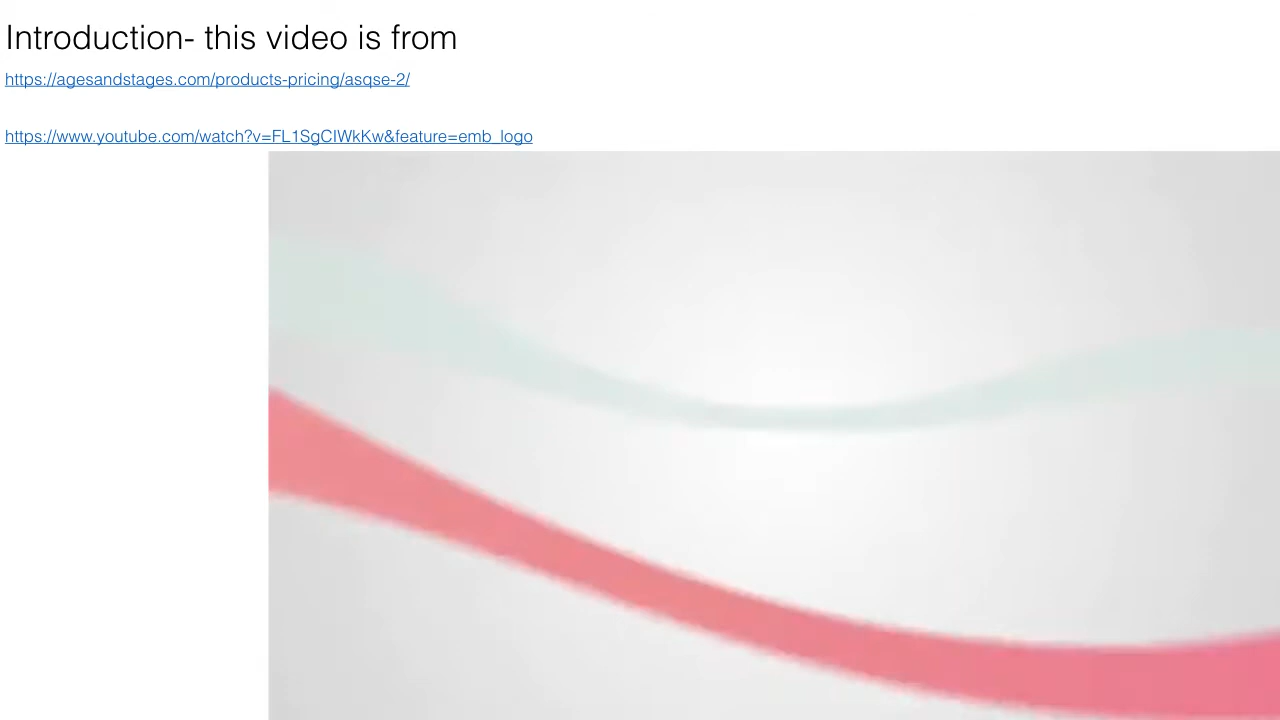 Introduction- this video is from
https://agesandstages.com/products-pricing/asqse-2/
https://www.youtube.com/watch?v=FL1SgCIWkKw&feature=emb_logo